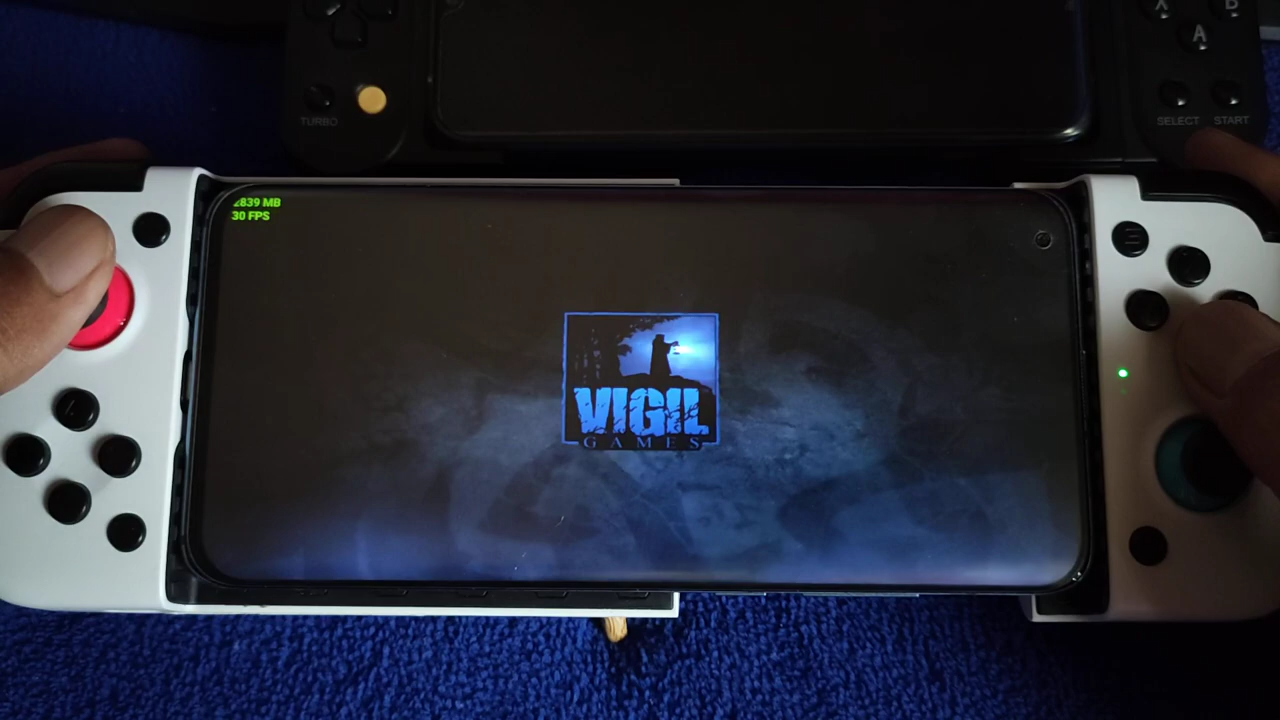 X
B
A
TURBO
SELECT START
2839 MB
30 FPS
VIGIL
GAMES